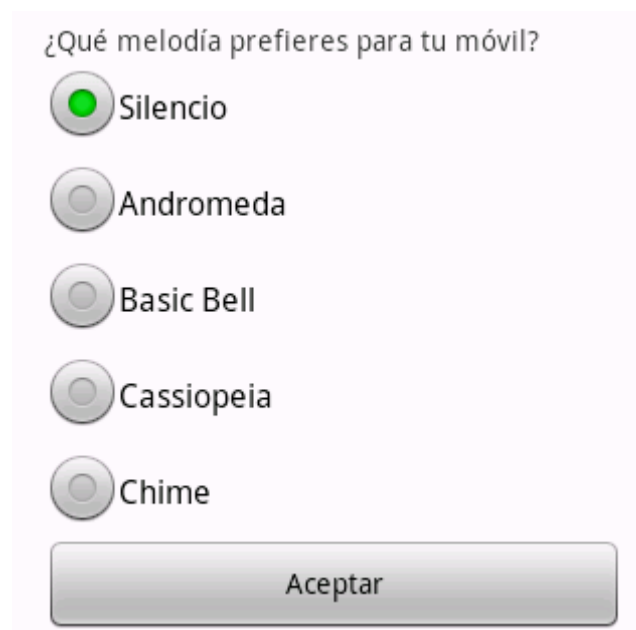 ¿Qué melodía prefieres para tu móvil?
Silencio
Andromeda
Basic Bell
Cassiopeia
Chime
Aceptar